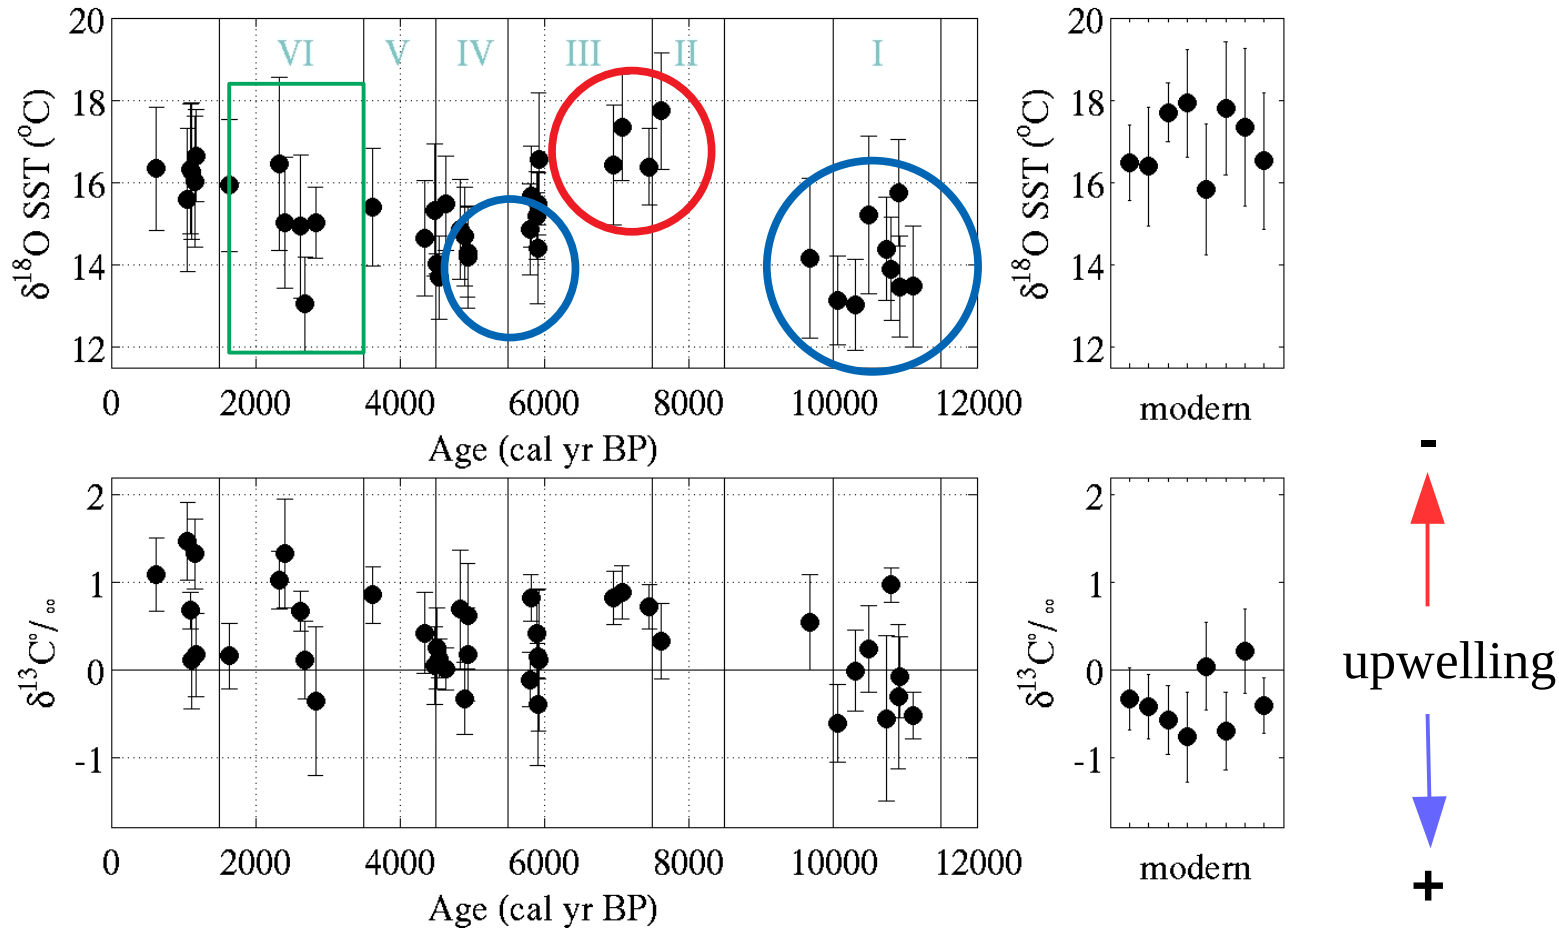 20
18
16
14
12
δ¹⁸O SST (°C)
VI V IV III II I
0 2000 4000 6000 8000 10000 12000
Age (cal yr BP)
20
18
16
14
12
δ¹⁸O SST (°C)
modern
2
1
0
-1
δ¹³C‰
0 2000 4000 6000 8000 10000 12000
Age (cal yr BP)
2
1
0
-1
δ¹³C‰
modern
-
upwelling
+